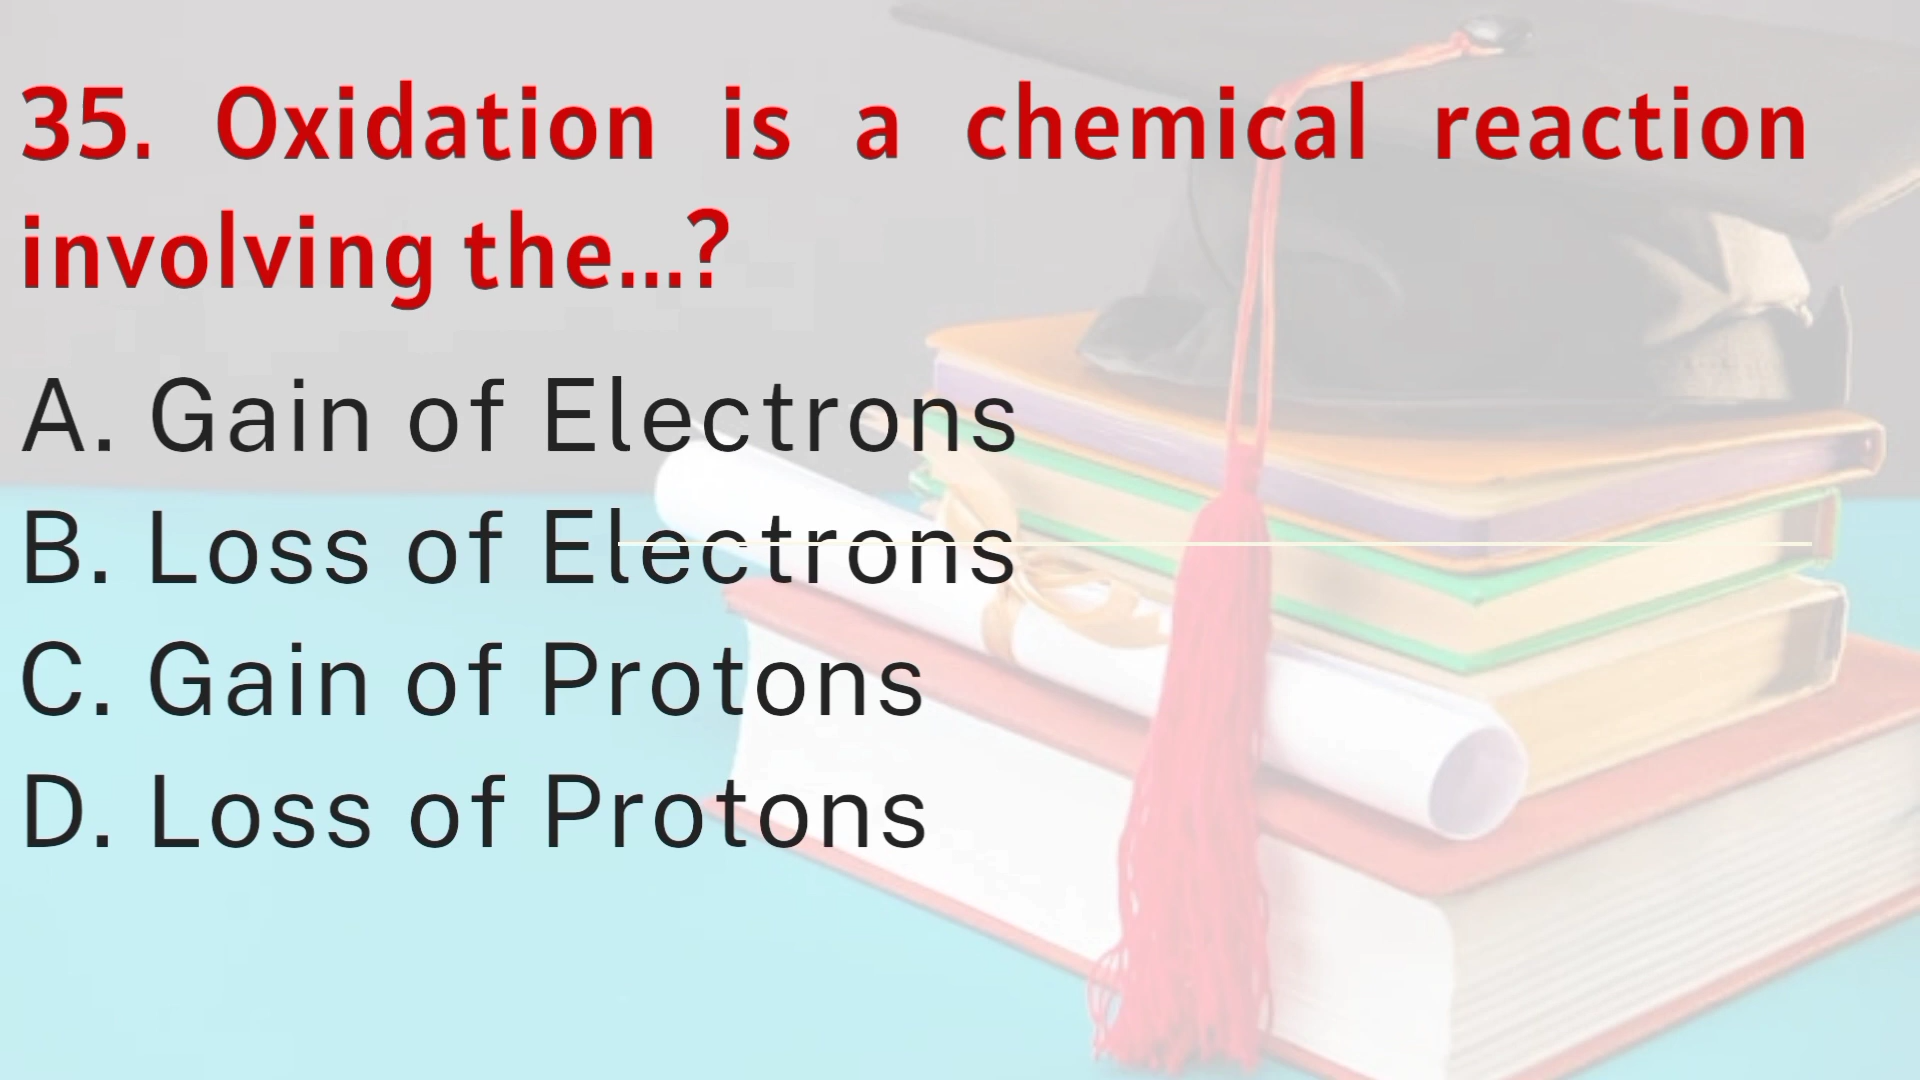 35. Oxidation is a chemical reaction
involving the...?
A. Gain of Electrons
B. Loss of Electrons
C. Gain of Protons
D. Loss of Protons